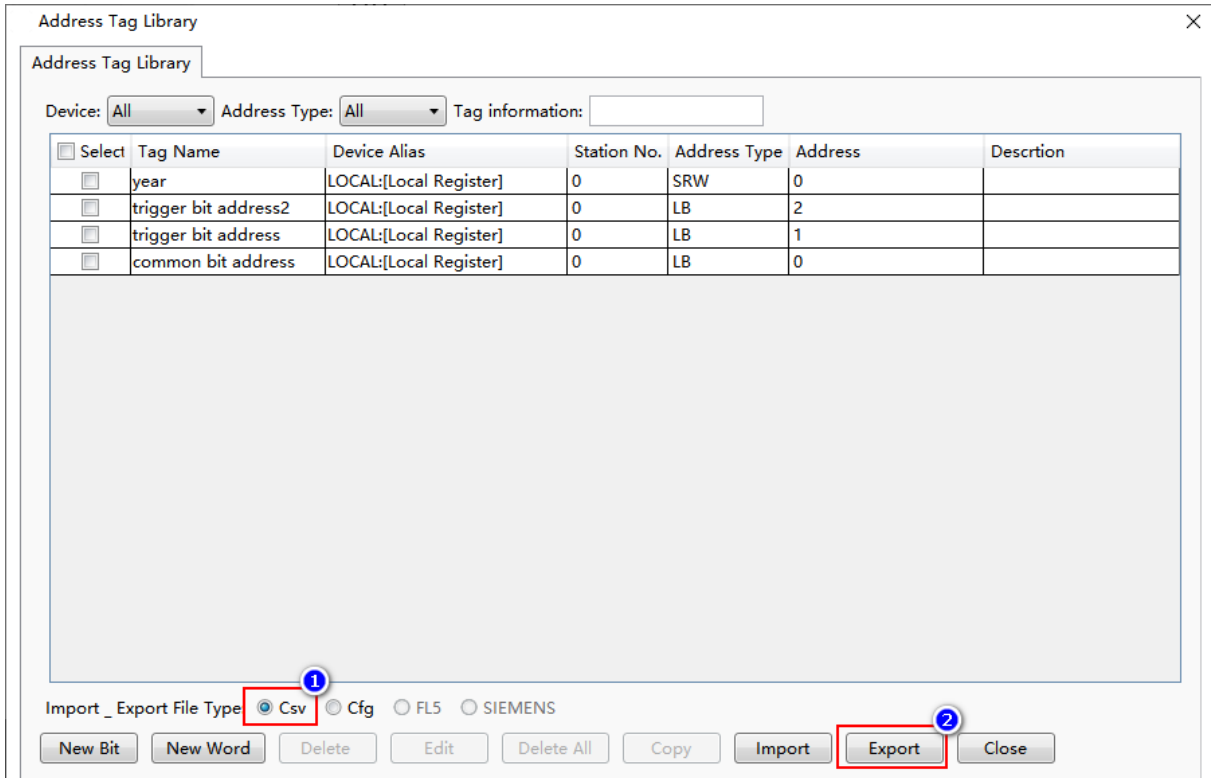 Address Tag Library
Address Tag Library
Device: All Address Type: All Tag information:
Select Tag Name Device Alias Station No. Address Type Address Descrtion
year LOCAL:[Local Register] 0 SRW 0
trigger bit address2 LOCAL:[Local Register] 0 LB 2
trigger bit address LOCAL:[Local Register] 0 LB 1
common bit address LOCAL:[Local Register] 0 LB 0
1
Import _ Export File Type Csv Cfg FL5 SIEMENS
2
New Bit New Word Delete Edit Delete All Copy Import Export Close